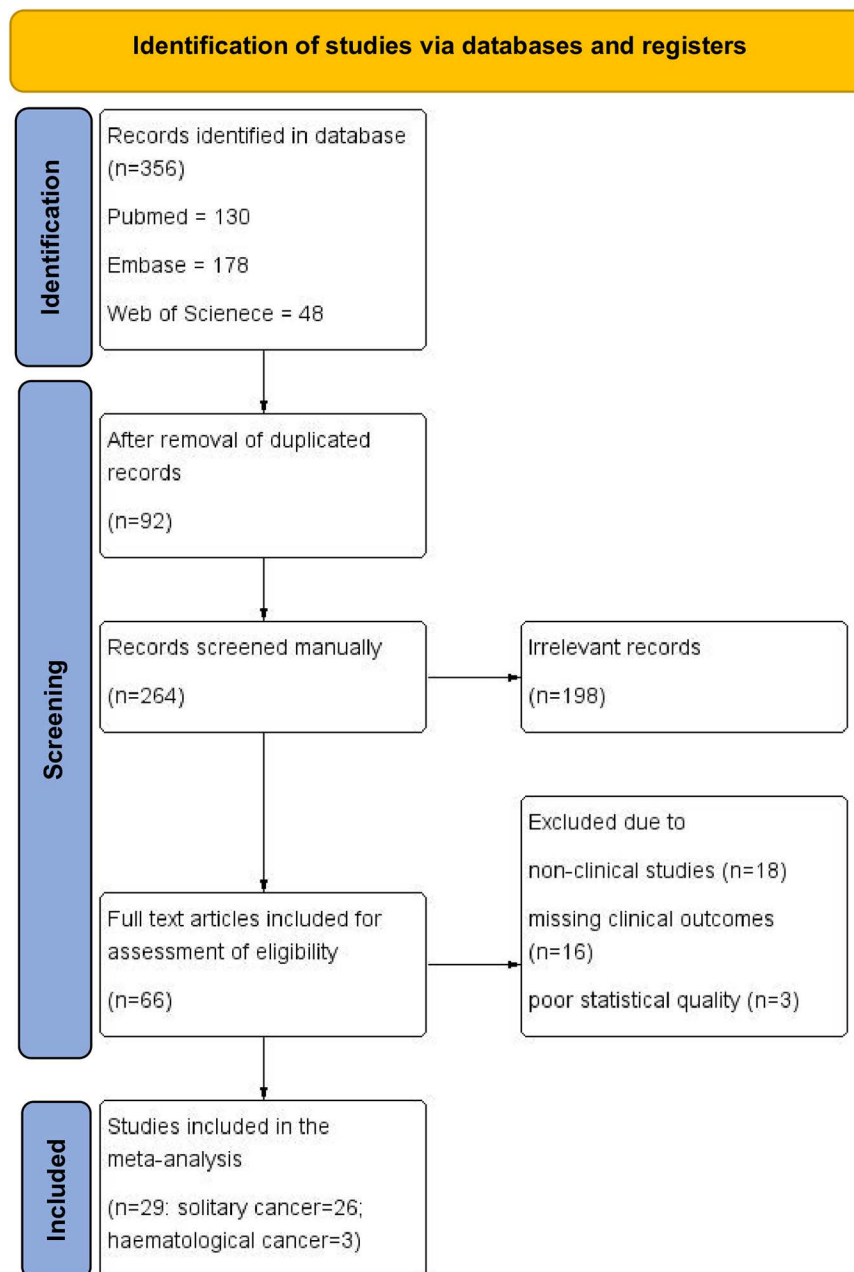 Identification of studies via databases and registers
Identification
Records identified in database
(n=356)
Pubmed = 130
Embase = 178
Web of Scienece = 48
Screening
After removal of duplicated
records
(n=92)
Records screened manually
(n=264)
Irrelevant records
(n=198)
Full text articles included for
assessment of eligibility
(n=66)
Excluded due to
non-clinical studies (n=18)
missing clinical outcomes
(n=16)
poor statistical quality (n=3)
Included
Studies included in the
meta-analysis
(n=29: solitary cancer=26;
haematological cancer=3)